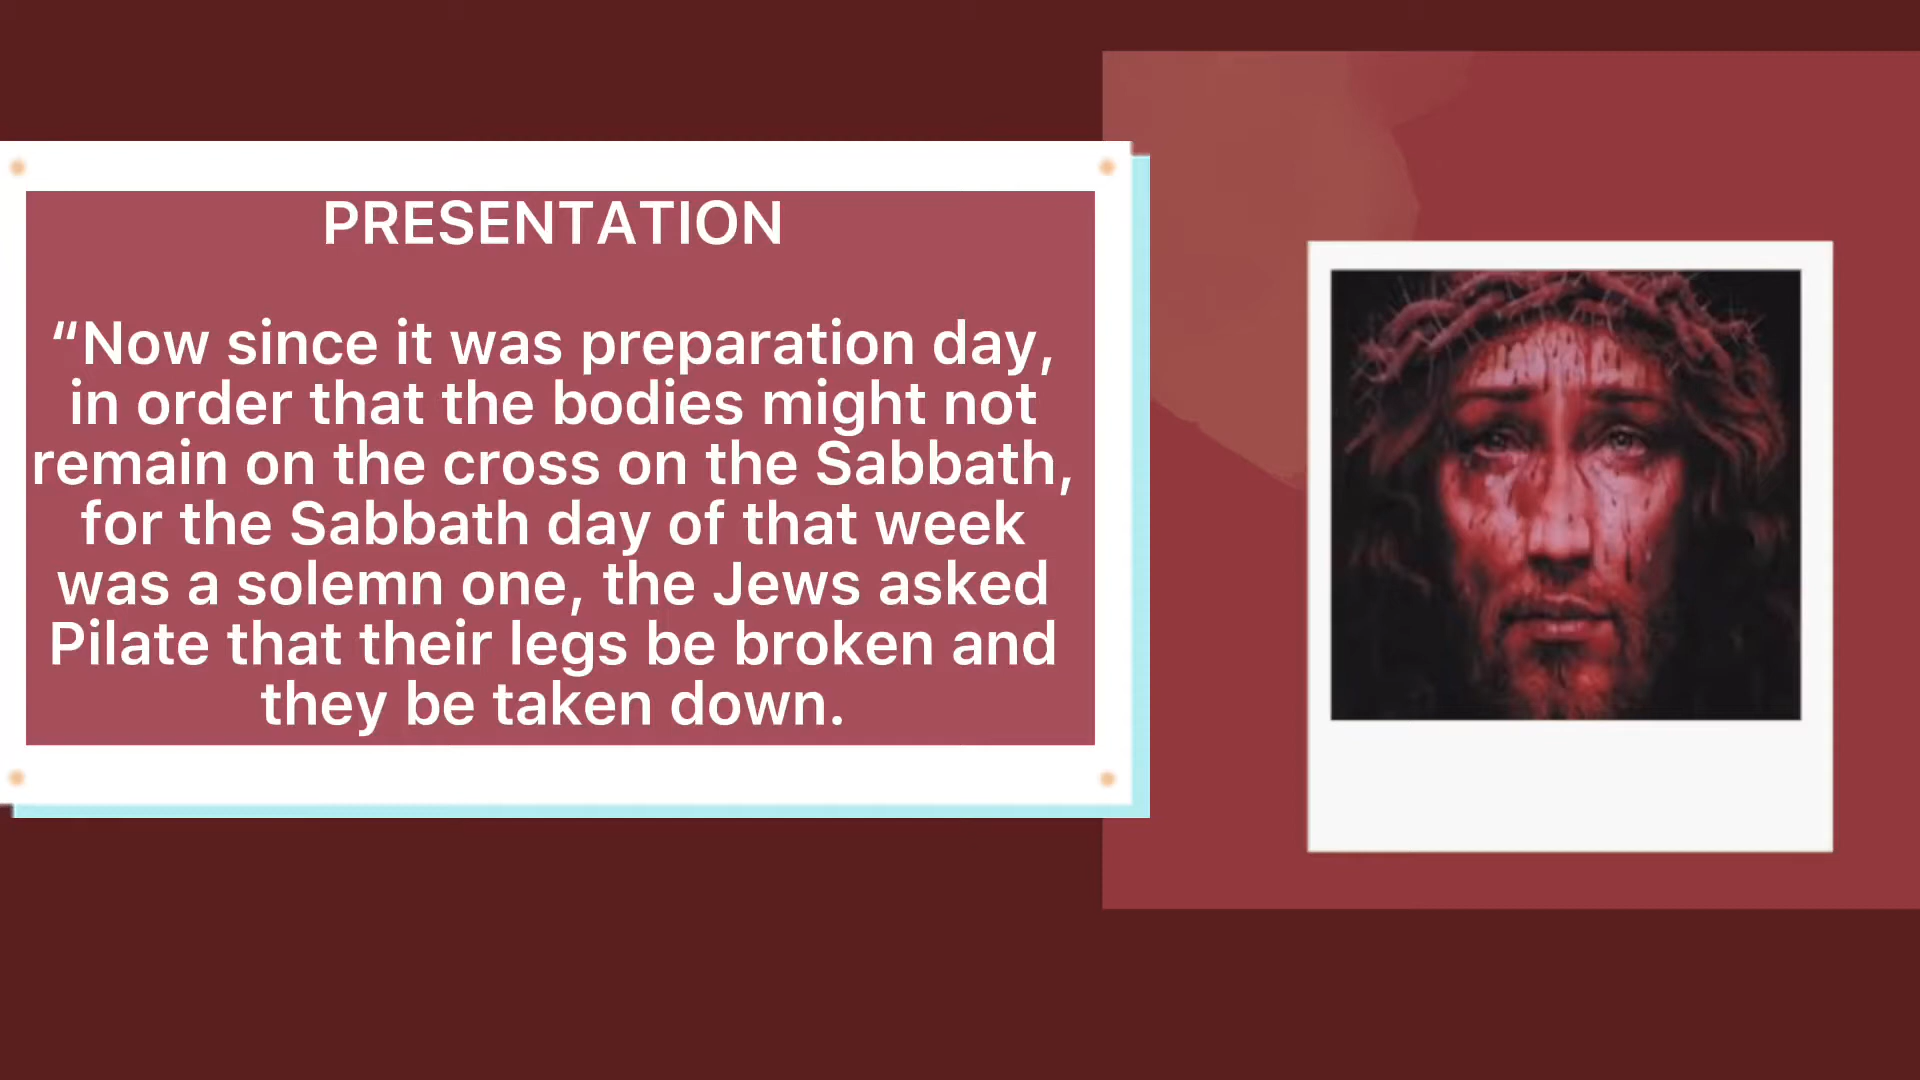 PRESENTATION
“Now since it was preparation day,
in order that the bodies might not
remain on the cross on the Sabbath,
for the Sabbath day of that week
was a solemn one, the Jews asked
Pilate that their legs be broken and
they be taken down.